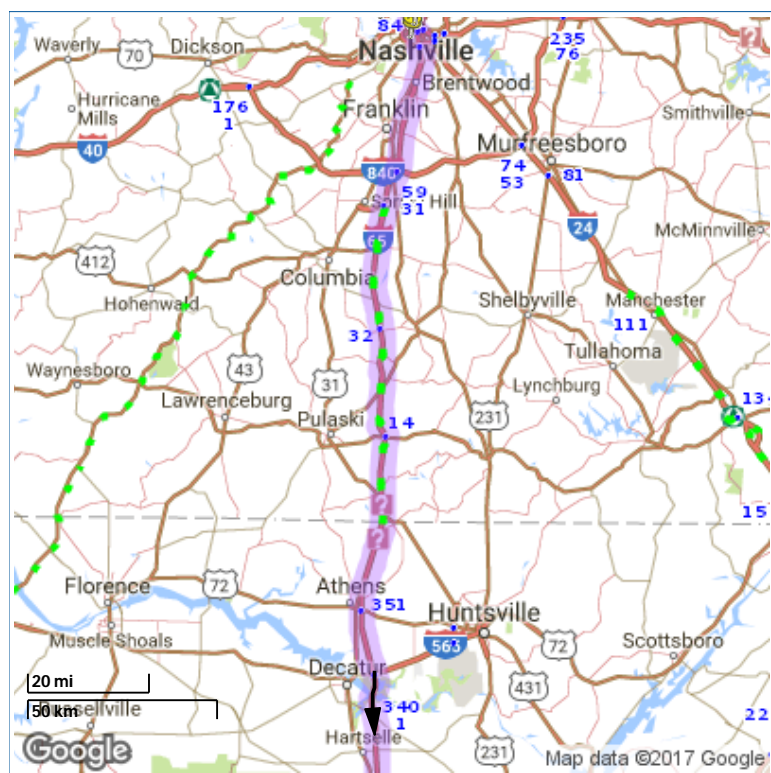 84
235
76
?
Nashville
Waverly
70
Dickson
Brentwood
176
1
Hurricane
Mills
Franklin
Smithville
40
Murfreesboro
840
74
53
81
59
31
24
65
McMinnville
412
Columbia
Hohenwald
Shelbyville
Manchester
111
32
Tullahoma
Waynesboro
43
31
Lynchburg
Lawrenceburg
Pulaski
14
231
134
?
15
?
Florence
72
Athens
351
Huntsville
Muscle Shoals
565
72
Scottsboro
Decatur
20 mi
431
50 km
340
1
22
Hartselle
231
Google
Map data ©2017 Google